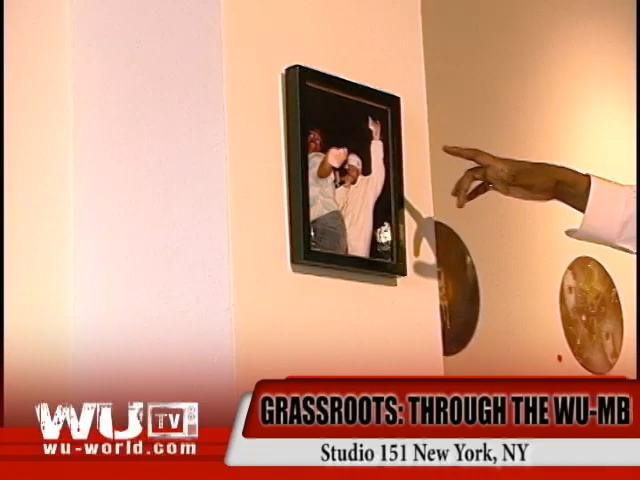 WU TV
wu-world.com
GRASSROOTS: THROUGH THE WU-MB
Studio 151 New York, NY